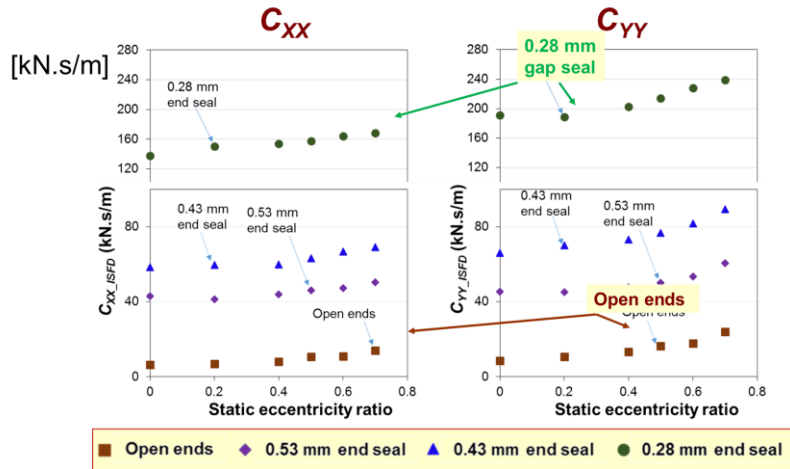 C_XX
C_YY
[kN.s/m]
280
240
200
160
120
0.28 mm
end seal
280
240
200
160
120
0.28 mm
gap seal
C_XX_ISFD (kN.s/m)
80
40
0
0.43 mm
end seal
0.53 mm
end seal
Open ends
0 0.2 0.4 0.6 0.8
Static eccentricity ratio
C_YY_ISFD (kN.s/m)
80
40
0
0.43 mm
end seal
0.53 mm
end seal
Open ends
Open ends
0 0.2 0.4 0.6 0.8
Static eccentricity ratio
Open ends 0.53 mm end seal 0.43 mm end seal 0.28 mm end seal